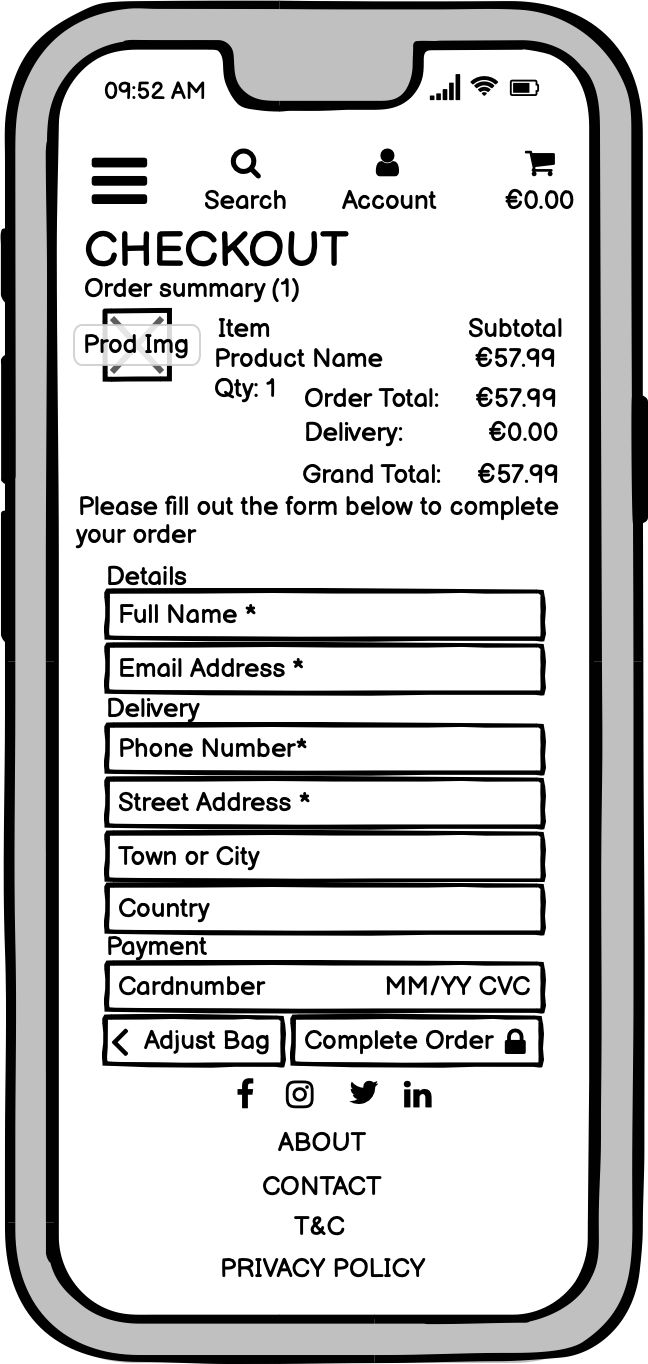 09:52 AM
Search Account €0.00
CHECKOUT
Order summary (1)
Prod Img
Item Subtotal
Product Name €57.99
Qty: 1
Order Total: €57.99
Delivery: €0.00
Grand Total: €57.99
Please fill out the form below to complete
your order
Details
Full Name *
Email Address *
Delivery
Phone Number*
Street Address *
Town or City
Country
Payment
Cardnumber MM/YY CVC
Adjust Bag Complete Order
ABOUT
CONTACT
T&C
PRIVACY POLICY